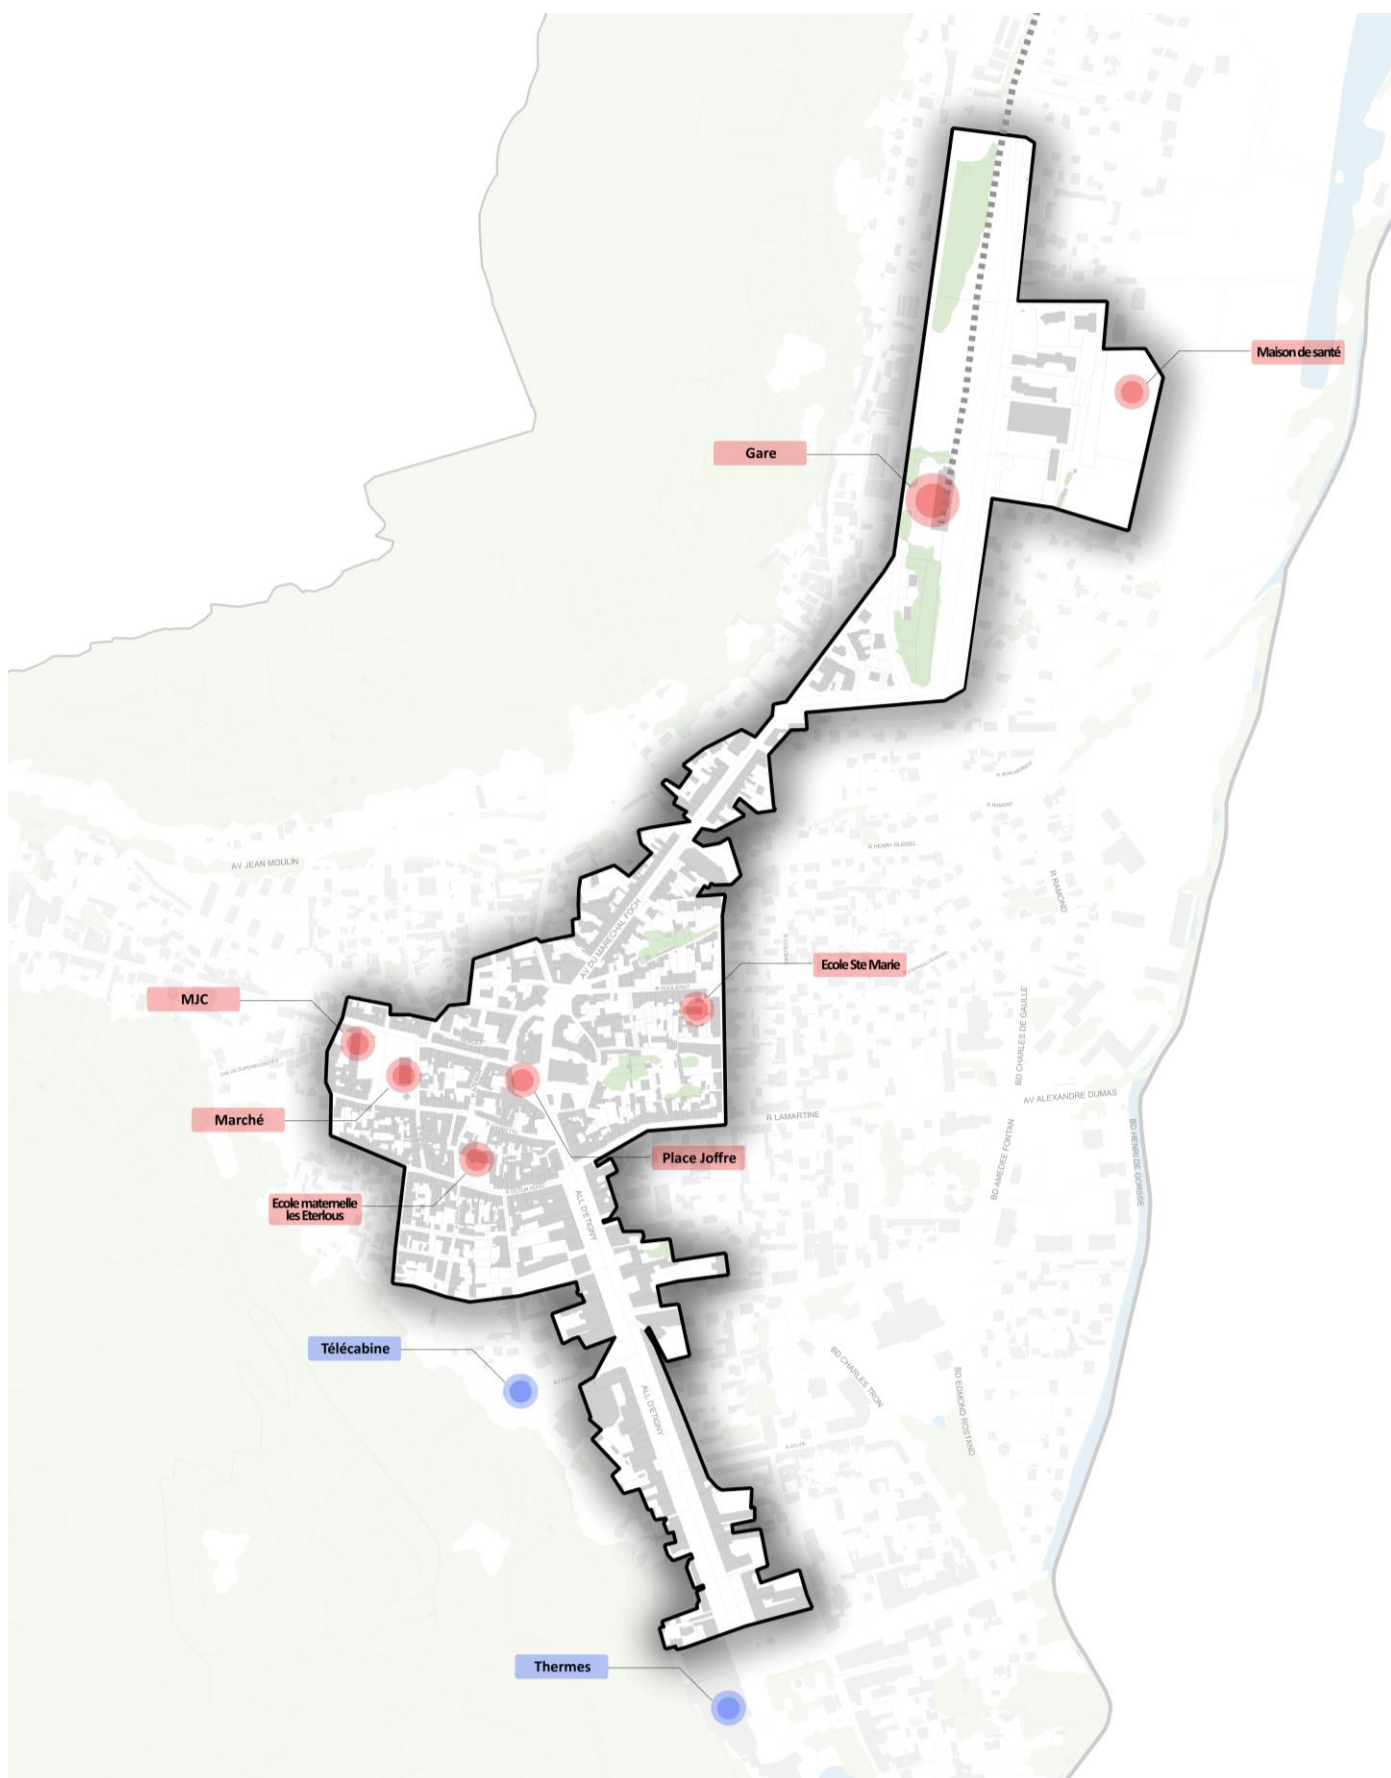 Maison de santé
Gare
R RAMOND
R HENRY RUSSEL
AV JEAN MOULIN
R RAMOND
AV DU MARECHAL FOCH
Ecole Ste Marie
MJC
BD CHARLES DE GAULLE
AV ALEXANDRE DUMAS
Marché
R LAMARTINE
BD HENRI DE GORSSE
BD AMEDEE FONTAN
Place Joffre
Ecole maternelle
les Eterlous
ALL D'ETIGNY
Télécabine
BD CHARLES TRON
BD EDMOND ROSTAND
ALL D'ETIGNY
Thermes